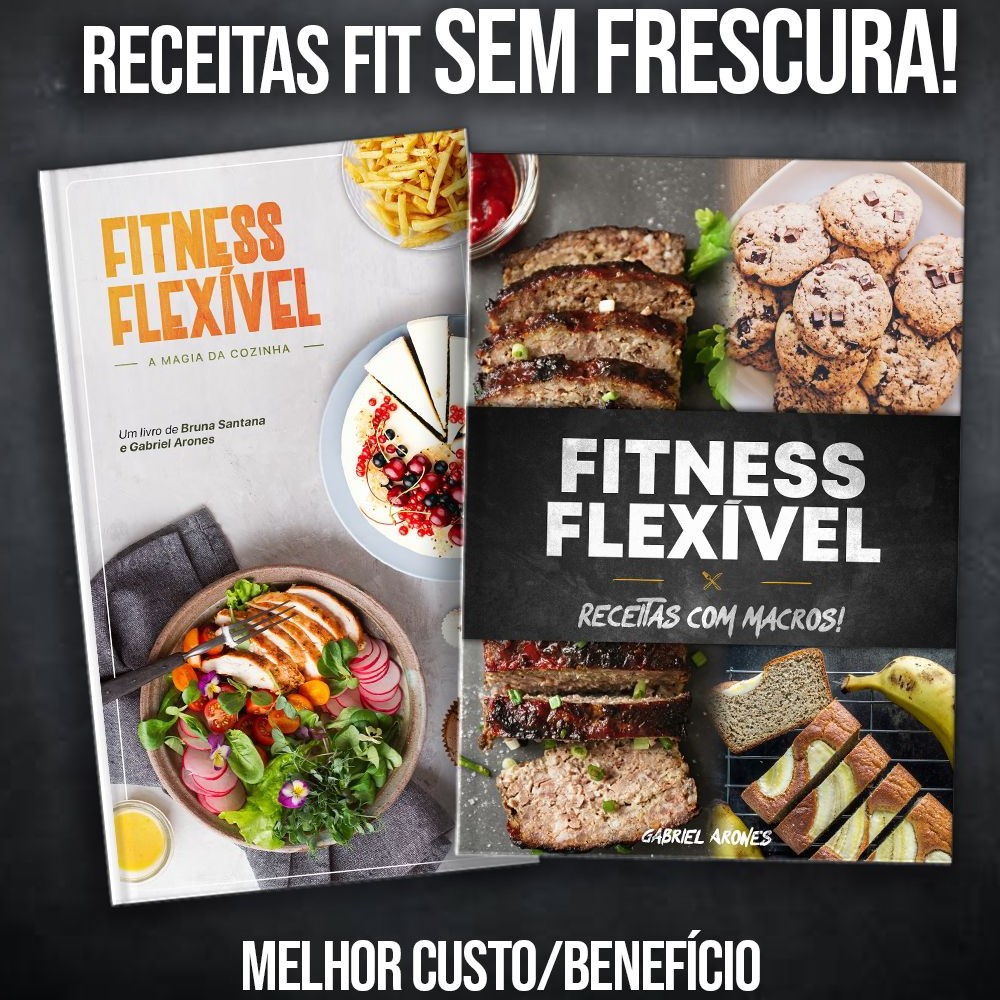 RECEITAS FIT SEM FRESCURA!
FITNESS
FLEXÍVEL
A MAGIA DA COZINHA
Um livro de Bruna Santana
e Gabriel Arones
FITNESS
FLEXÍVEL
RECEITAS COM MACROS!
GABRIEL ARONES
MELHOR CUSTO/BENEFÍCIO